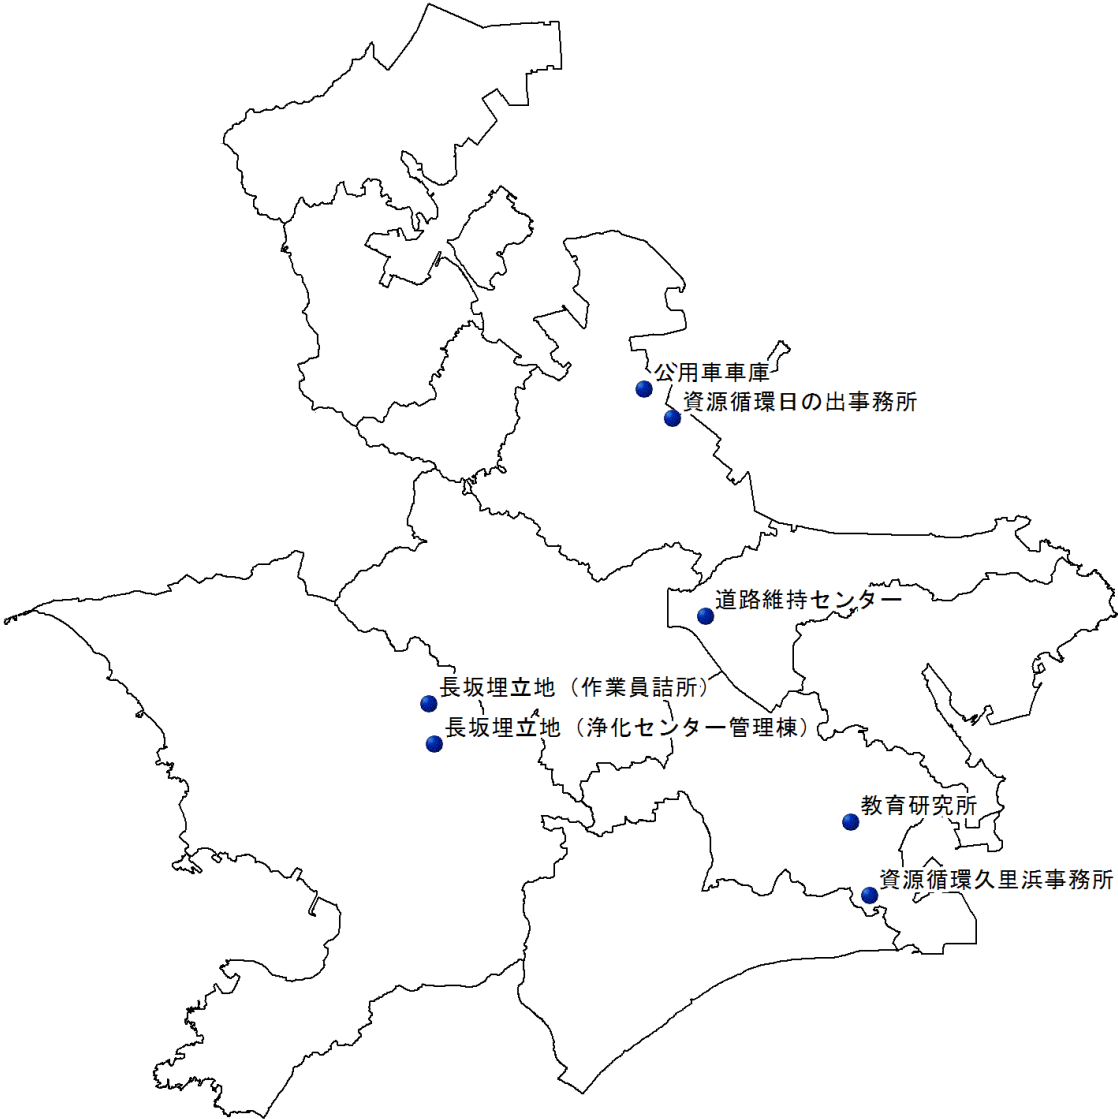 公用車車庫
資源循環日の出事務所
道路維持センター
長坂埋立地（作業員詰所）
長坂埋立地（浄化センター管理棟）
教育研究所
資源循環久里浜事務所